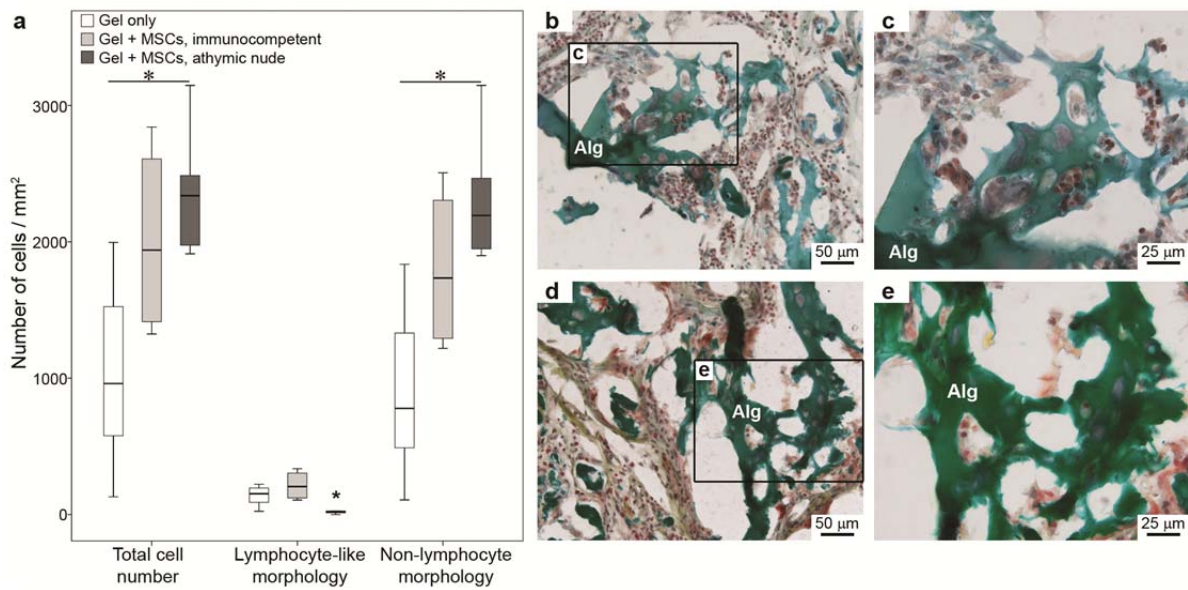 a
Gel only
Gel + MSCs, immunocompetent
Gel + MSCs, athymic nude
*
*
*
Number of cells / mm²
3000
2000
1000
0
Total cell
number
Lymphocyte-like
morphology
Non-lymphocyte
morphology
b
c
Alg
50 µm
c
Alg
25 µm
d
e
Alg
50 µm
e
Alg
25 µm